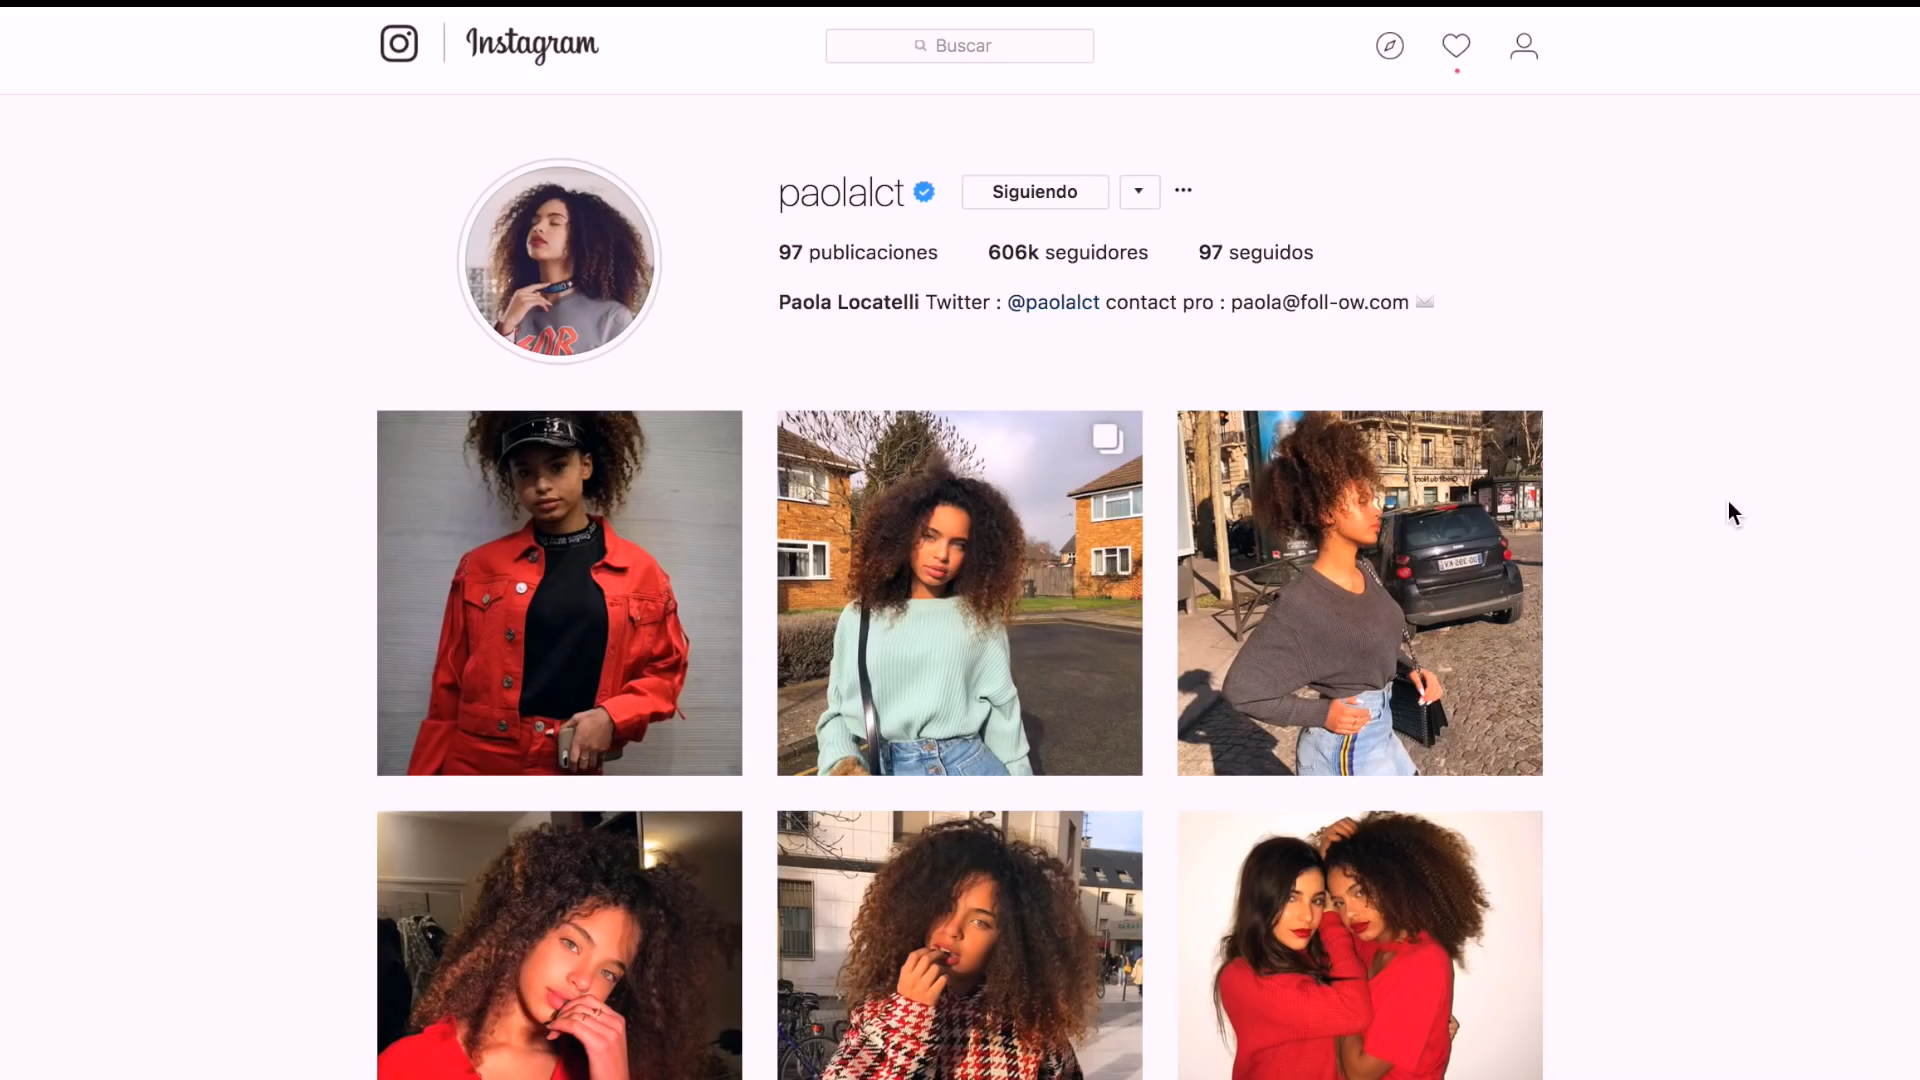 Instagram
Buscar
paolalct
Siguiendo
97 publicaciones
606k seguidores
97 seguidos
Paola Locatelli Twitter : @paolalct contact pro : paola@foll-ow.com